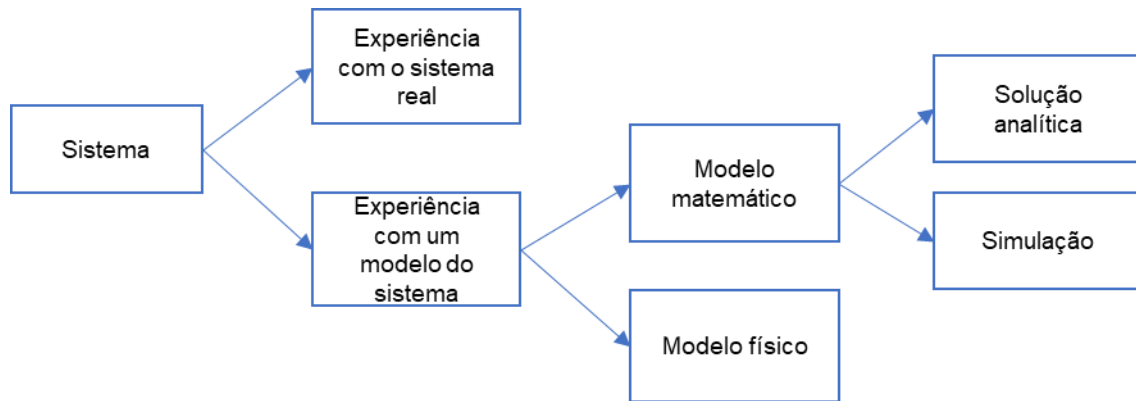 Sistema
Experiência
com o sistema
real
Experiência
com um
modelo do
sistema
Modelo
matemático
Modelo físico
Solução
analítica
Simulação